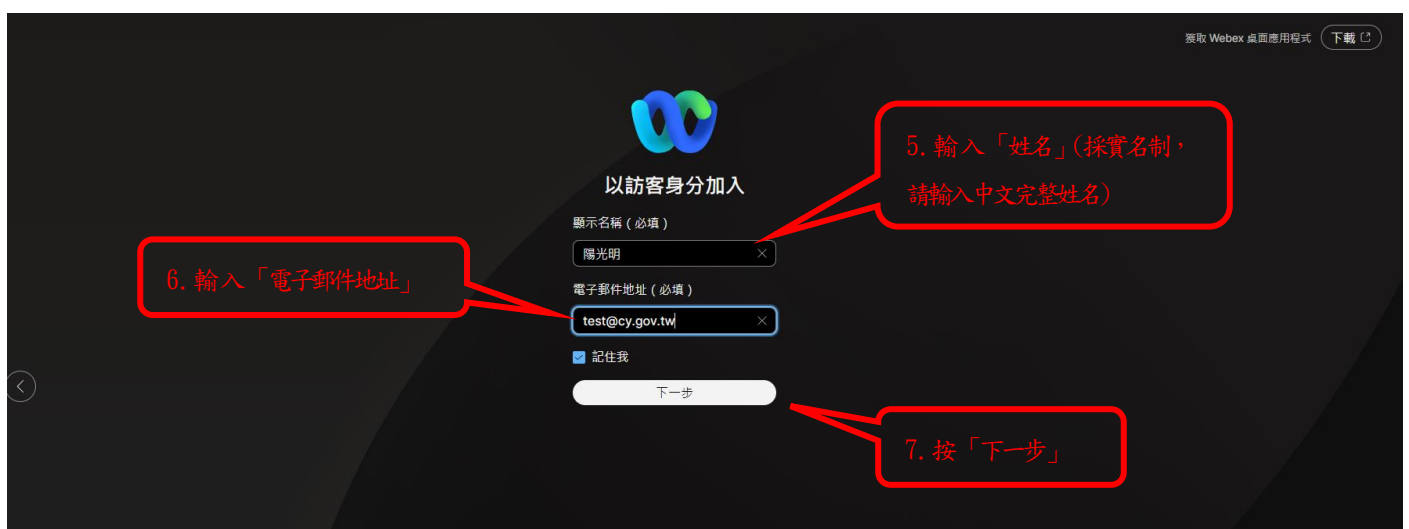 獲取 Webex 桌面應用程式 下載
5. 輸入「姓名」(採實名制，
請輸入中文完整姓名)
以訪客身分加入
顯示名稱 ( 必填 )
陽光明
6. 輸入「電子郵件地址」
電子郵件地址 ( 必填 )
test@cy.gov.tw
記住我
下一步
7. 按「下一步」